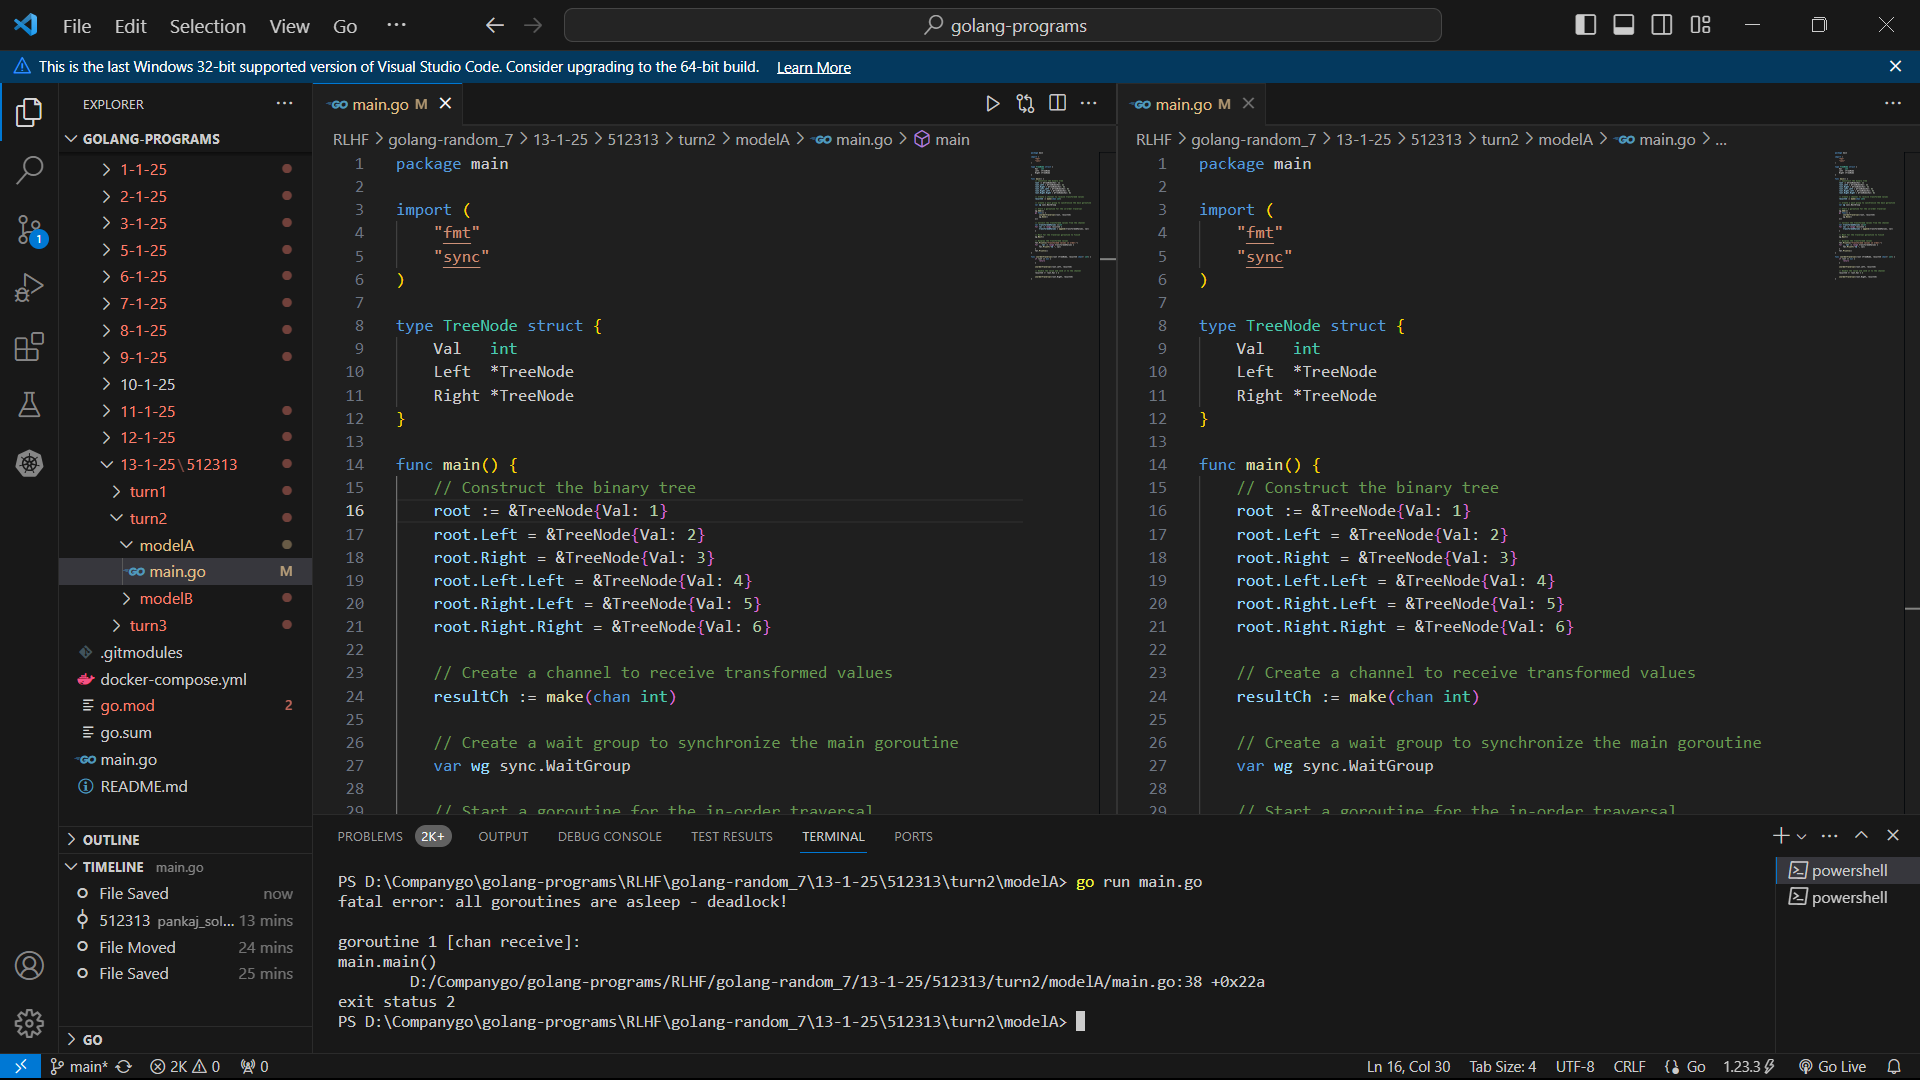 File Edit Selection View Go ···
golang-programs
This is the last Windows 32-bit supported version of Visual Studio Code. Consider upgrading to the 64-bit build. Learn More
EXPLORER
GOLANG-PROGRAMS
1-1-25
2-1-25
3-1-25
5-1-25
6-1-25
7-1-25
8-1-25
9-1-25
10-1-25
11-1-25
12-1-25
13-1-25\512313
turn1
turn2
modelA
main.go M
modelB
turn3
.gitmodules
docker-compose.yml
go.mod 2
go.sum
main.go
README.md
OUTLINE
TIMELINE main.go
File Saved now
512313 pankaj_sol... 13 mins
File Moved 24 mins
File Saved 25 mins
GO
1
main.go M
RLHF > golang-random_7 > 13-1-25 > 512313 > turn2 > modelA > main.go > main
1 package main
2
3 import (
4 "fmt"
5 "sync"
6 )
7
8 type TreeNode struct {
9 Val int
10 Left *TreeNode
11 Right *TreeNode
12 }
13
14 func main() {
15 // Construct the binary tree
16 root := &TreeNode{Val: 1}
17 root.Left = &TreeNode{Val: 2}
18 root.Right = &TreeNode{Val: 3}
19 root.Left.Left = &TreeNode{Val: 4}
20 root.Right.Left = &TreeNode{Val: 5}
21 root.Right.Right = &TreeNode{Val: 6}
22
23 // Create a channel to receive transformed values
24 resultCh := make(chan int)
25
26 // Create a wait group to synchronize the main goroutine
27 var wg sync.WaitGroup
28
29 // Start a goroutine for the in-order traversal
main.go M
RLHF > golang-random_7 > 13-1-25 > 512313 > turn2 > modelA > main.go > ...
1 package main
2
3 import (
4 "fmt"
5 "sync"
6 )
7
8 type TreeNode struct {
9 Val int
10 Left *TreeNode
11 Right *TreeNode
12 }
13
14 func main() {
15 // Construct the binary tree
16 root := &TreeNode{Val: 1}
17 root.Left = &TreeNode{Val: 2}
18 root.Right = &TreeNode{Val: 3}
19 root.Left.Left = &TreeNode{Val: 4}
20 root.Right.Left = &TreeNode{Val: 5}
21 root.Right.Right = &TreeNode{Val: 6}
22
23 // Create a channel to receive transformed values
24 resultCh := make(chan int)
25
26 // Create a wait group to synchronize the main goroutine
27 var wg sync.WaitGroup
28
29 // Start a goroutine for the in-order traversal
PROBLEMS 2K+ OUTPUT DEBUG CONSOLE TEST RESULTS TERMINAL PORTS
PS D:\Companygo\golang-programs\RLHF\golang-random_7\13-1-25\512313\turn2\modelA> go run main.go
fatal error: all goroutines are asleep - deadlock!
goroutine 1 [chan receive]:
main.main()
D:/Companygo/golang-programs/RLHF/golang-random_7/13-1-25/512313/turn2/modelA/main.go:38 +0x22a
exit status 2
PS D:\Companygo\golang-programs\RLHF\golang-random_7\13-1-25\512313\turn2\modelA>
powershell
powershell
main* 2K 0 0 Ln 16, Col 30 Tab Size: 4 UTF-8 CRLF Go 1.23.3 Go Live